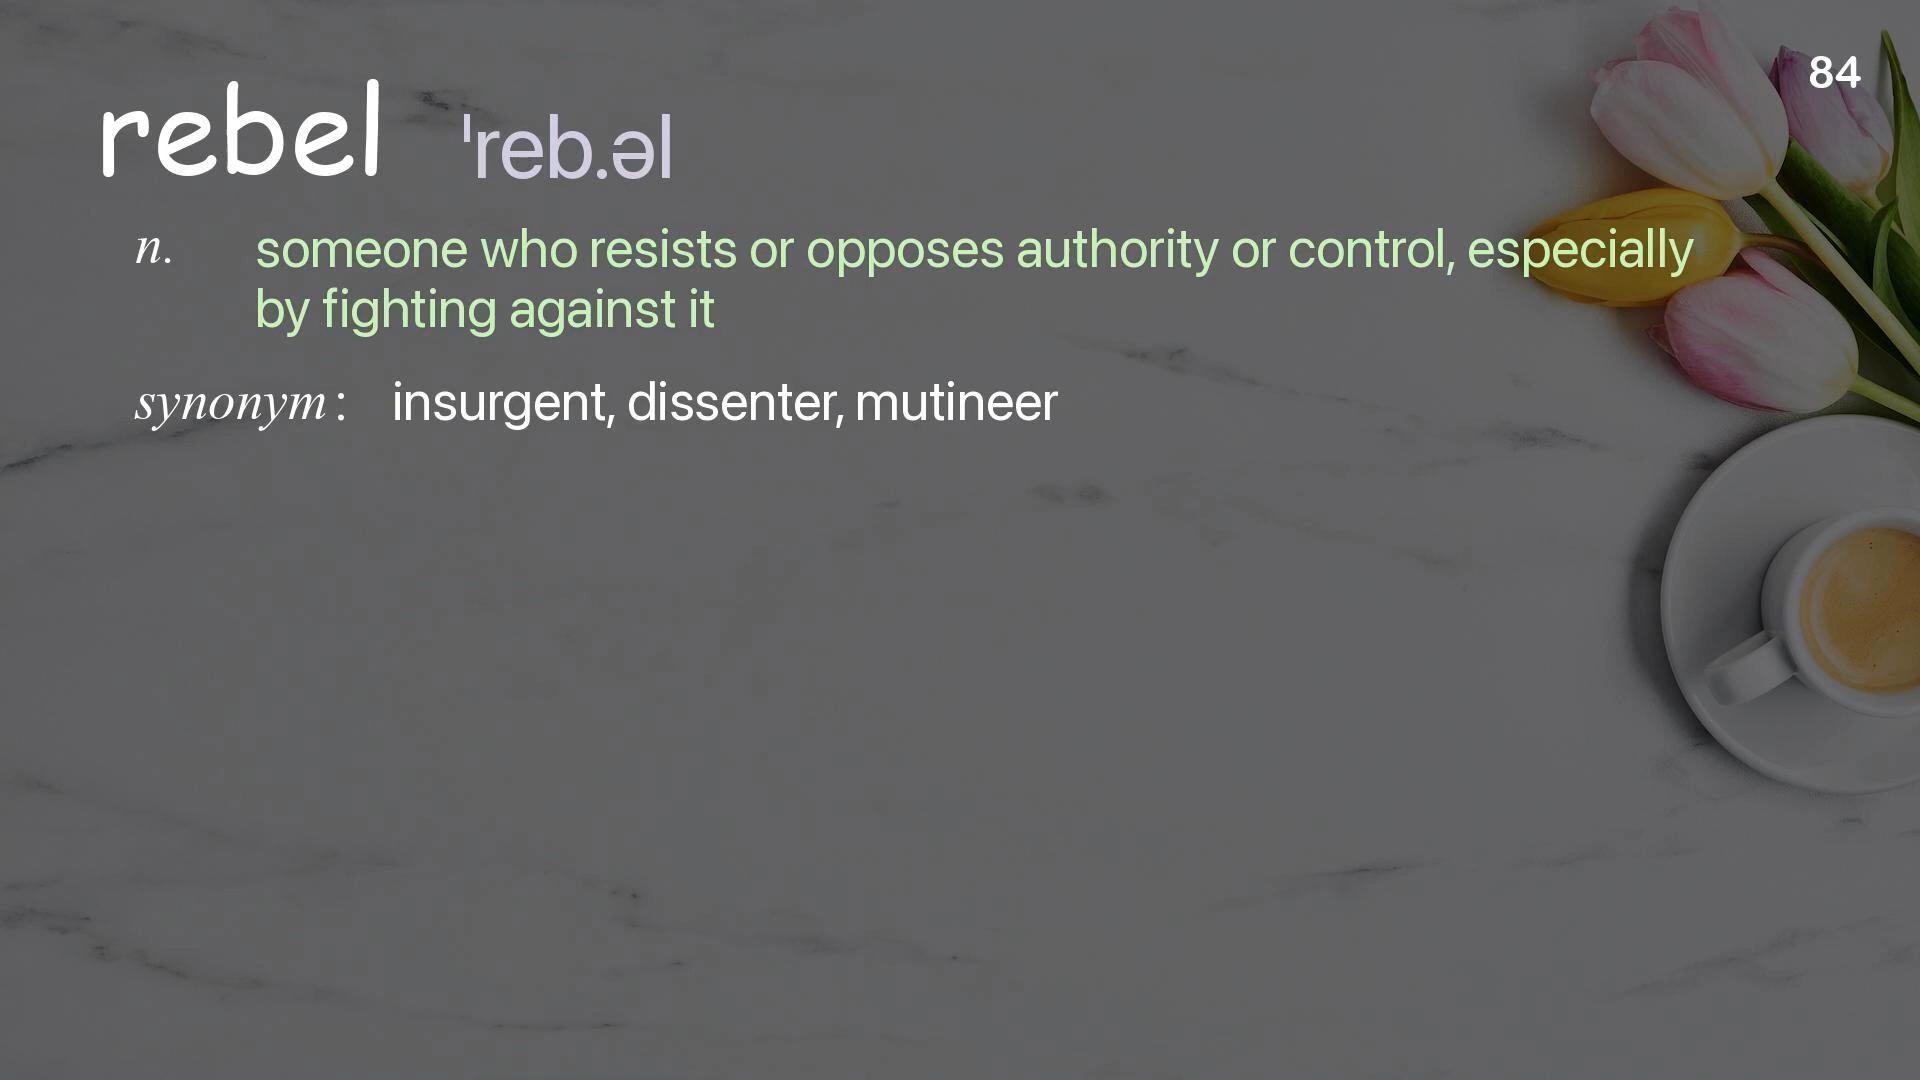 84
rebel ˈreb.əl
n. someone who resists or opposes authority or control, especially
by fighting against it
synonym : insurgent, dissenter, mutineer